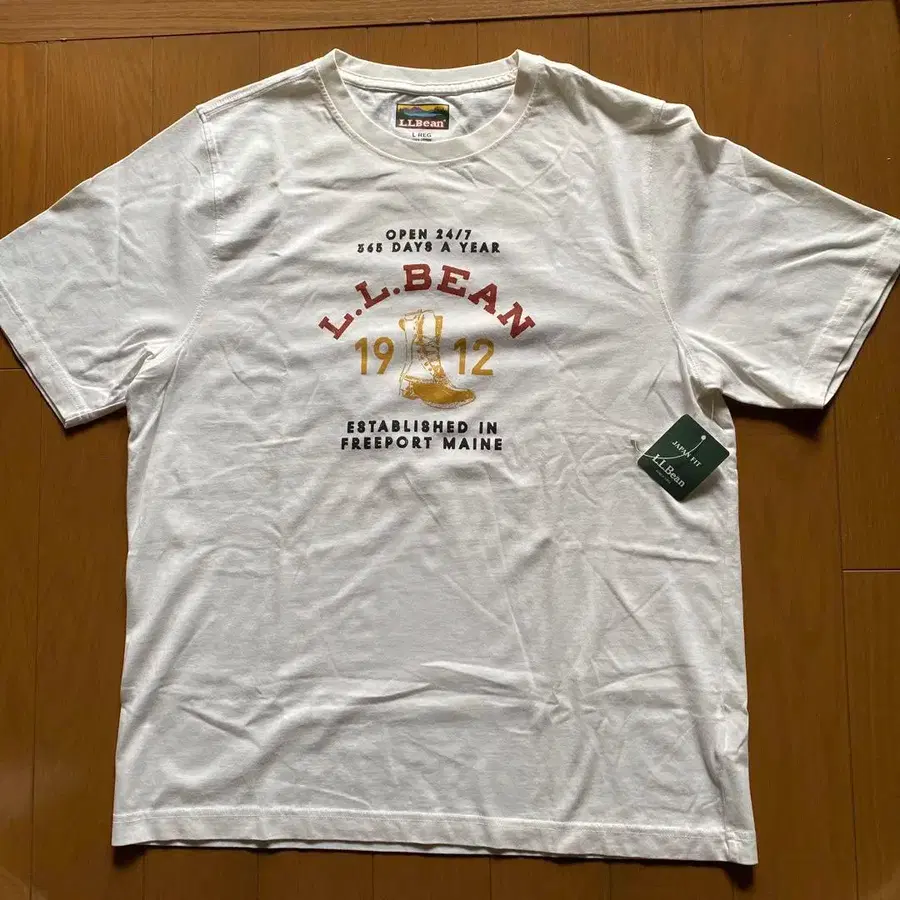 L.L.Bean
L REG
OPEN 24/7
365 DAYS A YEAR
L.L.BEAN
19 12
ESTABLISHED IN
FREEPORT MAINE
JAPAN FIT
L.L.Bean